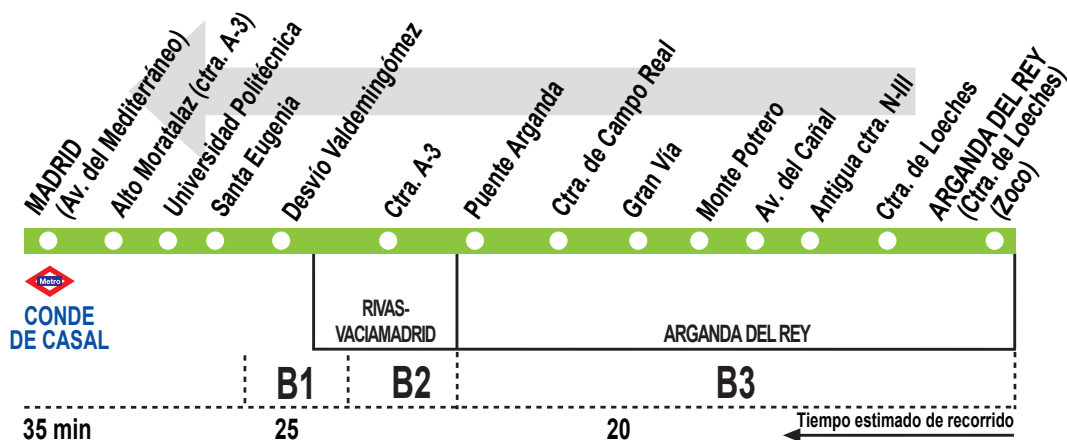 MADRID
(Av. del Mediterráneo)
Alto Moratalaz (ctra. A-3)
Universidad Politécnica
Santa Eugenia
Desvío Valdemingómez
Ctra. A-3
Puente Arganda
Ctra. de Campo Real
Gran Vía
Monte Potrero
Av. del Cañal
Antigua ctra. N-III
Ctra. de Loeches
ARGANDA DEL REY
(Ctra. de Loeches)
(Zoco)
Metro
CONDE
DE CASAL
RIVAS-
VACIAMADRID
ARGANDA DEL REY
B1
B2
B3
35 min
25
20
Tiempo estimado de recorrido